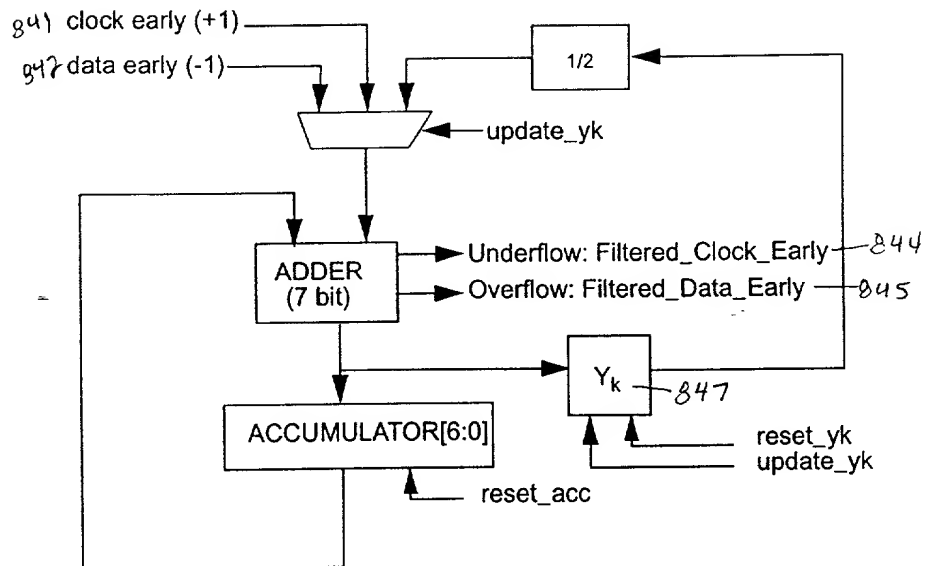 841 clock early (+1)
842 data early (-1)
1/2
update_yk
ADDER
(7 bit)
Underflow: Filtered_Clock_Early 844
Overflow: Filtered_Data_Early 845
Yk
847
ACCUMULATOR[6:0]
reset_yk
update_yk
reset_acc